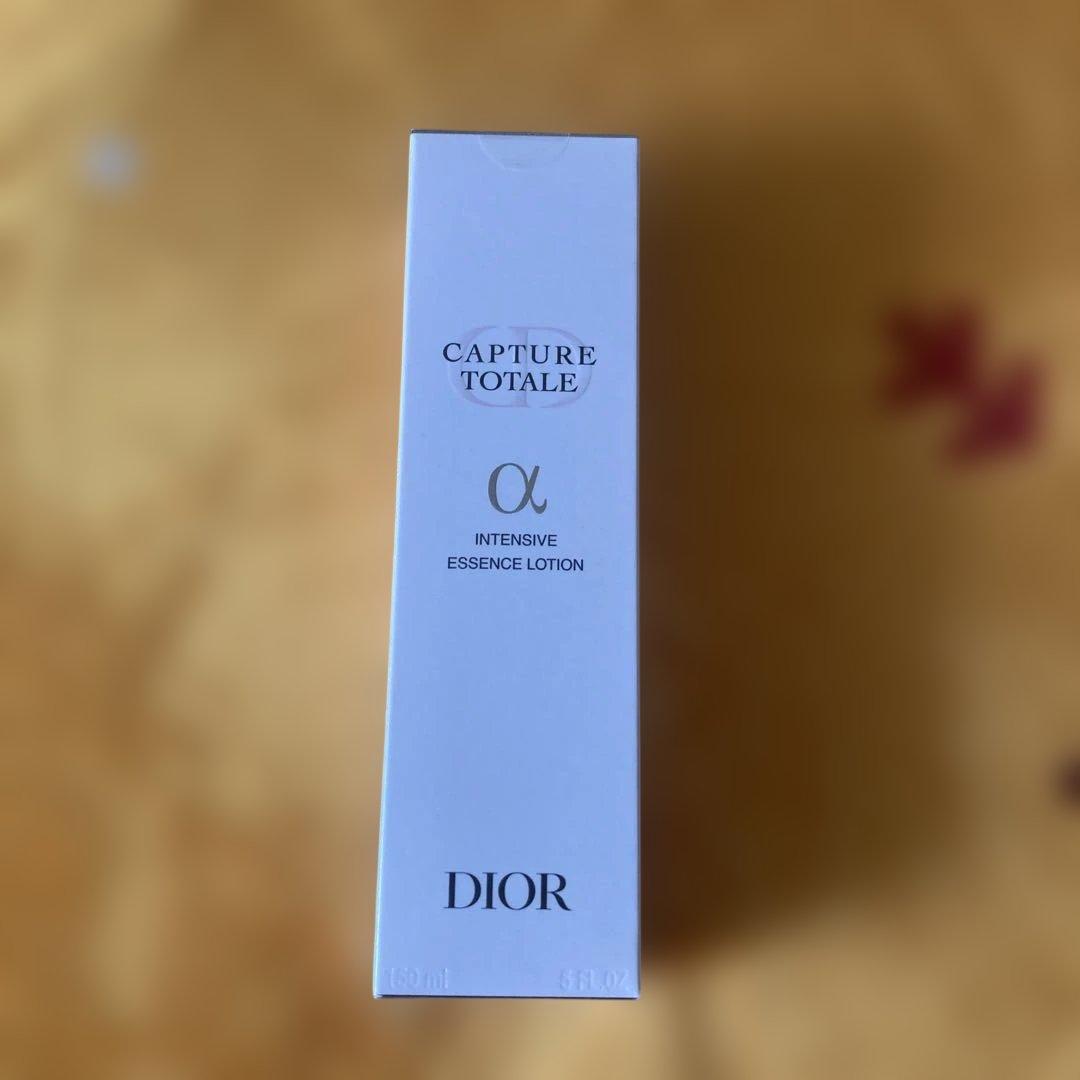 CAPTURE
TOTALE
α
INTENSIVE
ESSENCE LOTION
DIOR
150 ml 5 FL.OZ